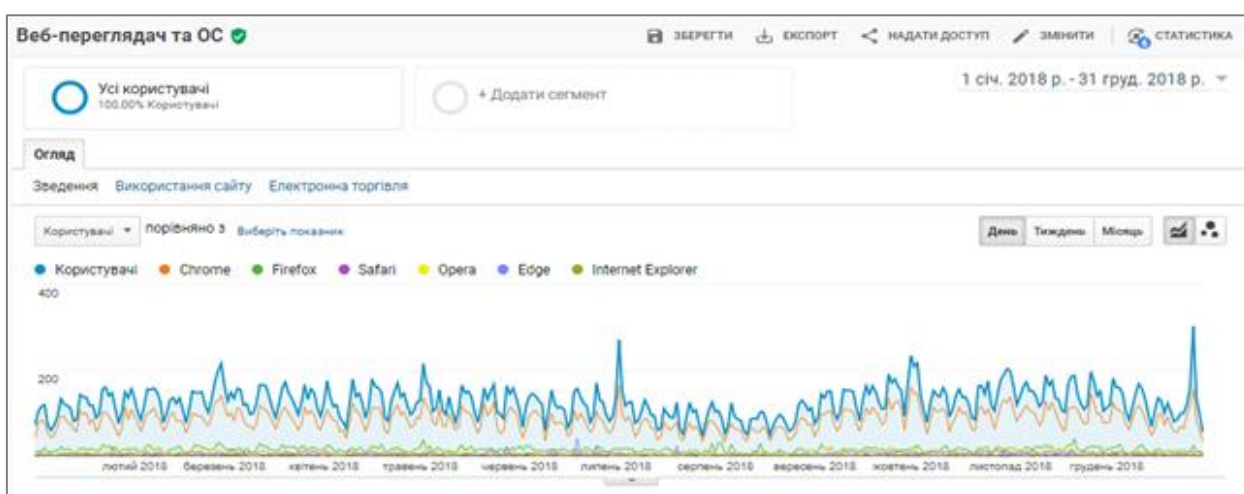 Веб-переглядач та ОС
ЗБЕРЕГТИ ЕКСПОРТ НАДАТИ ДОСТУП ЗМІНИТИ СТАТИСТИКА
Усі користувачі
100.00% Користувачі
+ Додати сегмент
1 січ. 2018 р. - 31 груд. 2018 р.
Огляд
Зведення Використання сайту Електронна торгівля
Користувачі порівняно з Виберіть показник
День Тиждень Місяць
Користувачі Chrome Firefox Safari Opera Edge Internet Explorer
400
200
лютий 2018 березень 2018 квітень 2018 травень 2018 червень 2018 липень 2018 серпень 2018 вересень 2018 жовтень 2018 листопад 2018 грудень 2018